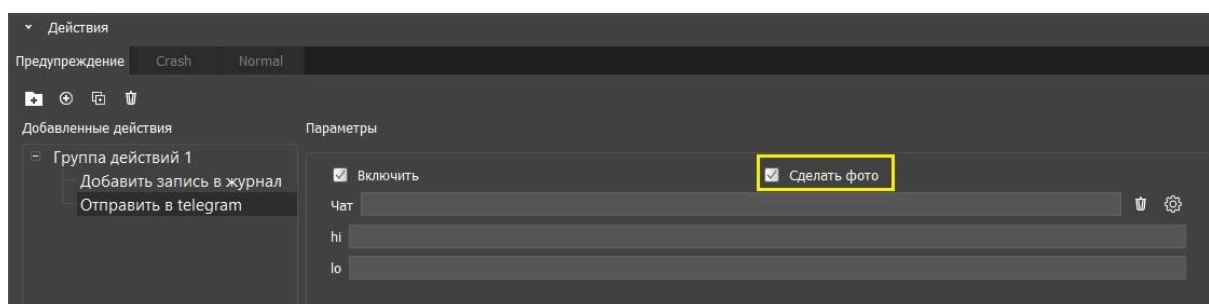 Действия
Предупреждение Crash Normal
Добавленные действия
Параметры
Группа действий 1
Добавить запись в журнал
Отправить в telegram
Включить
Сделать фото
Чат
hi
lo